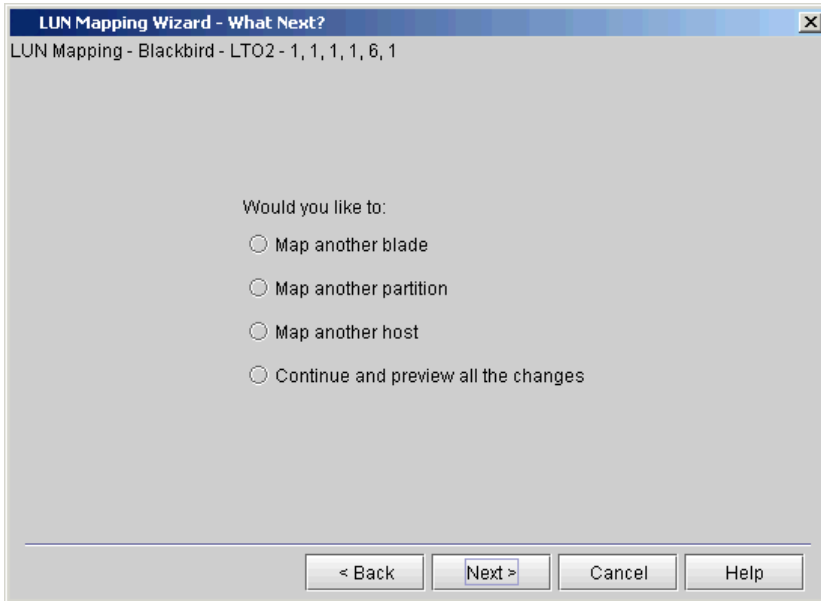 LUN Mapping Wizard - What Next?
LUN Mapping - Blackbird - LTO2 - 1, 1, 1, 1, 6, 1
Would you like to:
Map another blade
Map another partition
Map another host
Continue and preview all the changes
< Back Next > Cancel Help